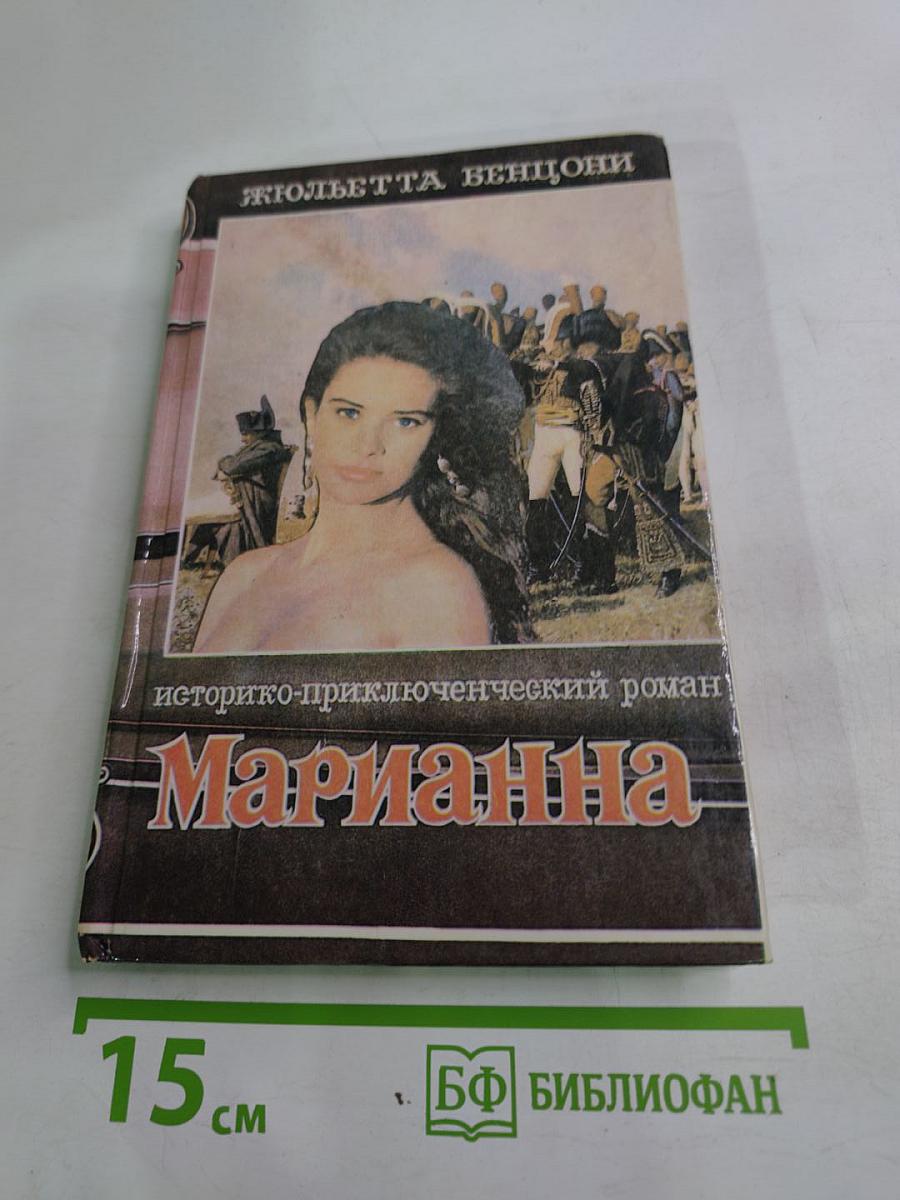 ЖЮЛЬЕТТА БЕНЦОНИ
историко-приключенческий роман
Марианна
15 см
БФ БИБЛИОФАН